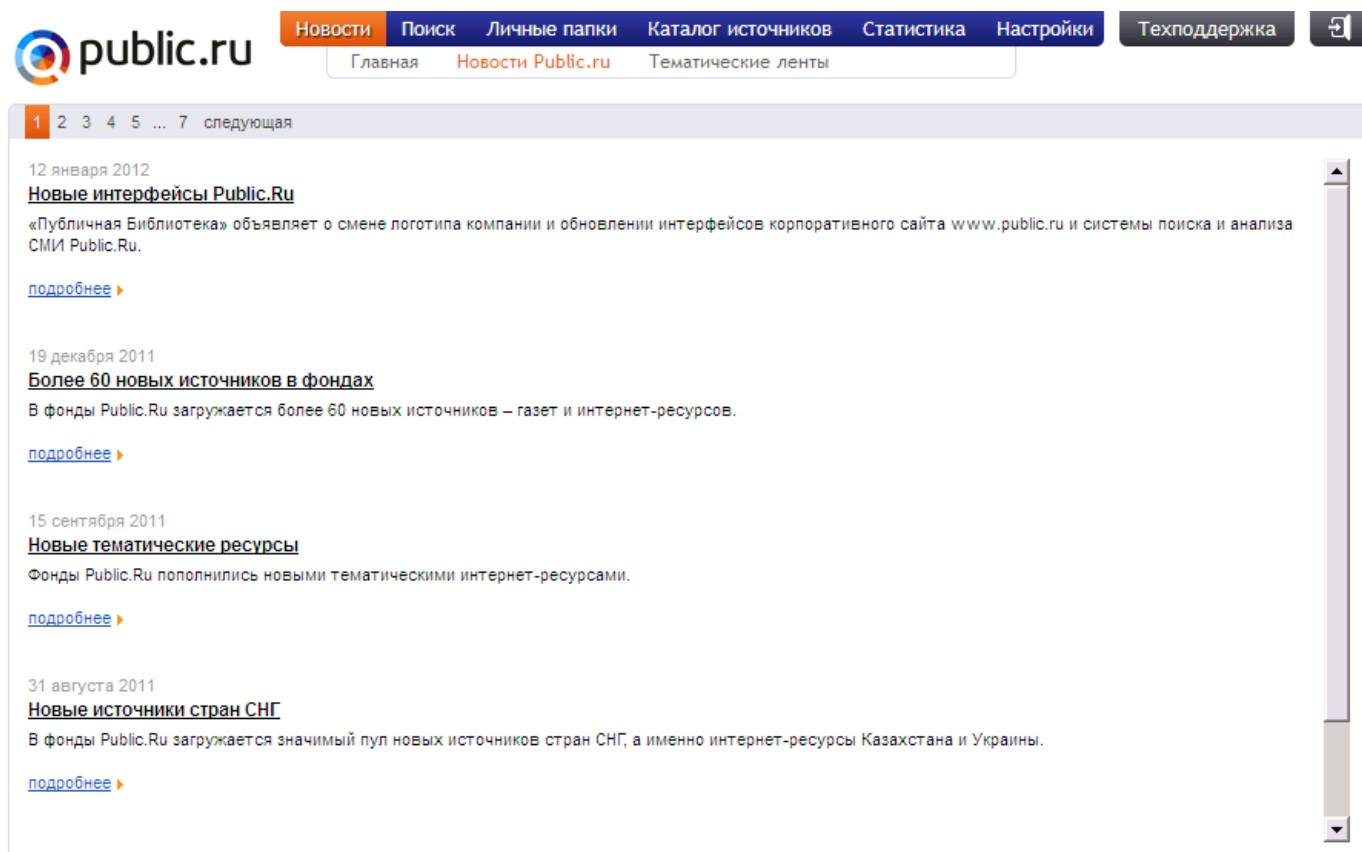 public.ru
Новости Поиск Личные папки Каталог источников Статистика Настройки Техподдержка
Главная Новости Public.ru Тематические ленты
1 2 3 4 5 ... 7 следующая
12 января 2012
Новые интерфейсы Public.Ru
«Публичная Библиотека» объявляет о смене логотипа компании и обновлении интерфейсов корпоративного сайта www.public.ru и системы поиска и анализа
СМИ Public.Ru.
подробнее
19 декабря 2011
Более 60 новых источников в фондах
В фонды Public.Ru загружается более 60 новых источников – газет и интернет-ресурсов.
подробнее
15 сентября 2011
Новые тематические ресурсы
Фонды Public.Ru пополнились новыми тематическими интернет-ресурсами.
подробнее
31 августа 2011
Новые источники стран СНГ
В фонды Public.Ru загружается значимый пул новых источников стран СНГ, а именно интернет-ресурсы Казахстана и Украины.
подробнее